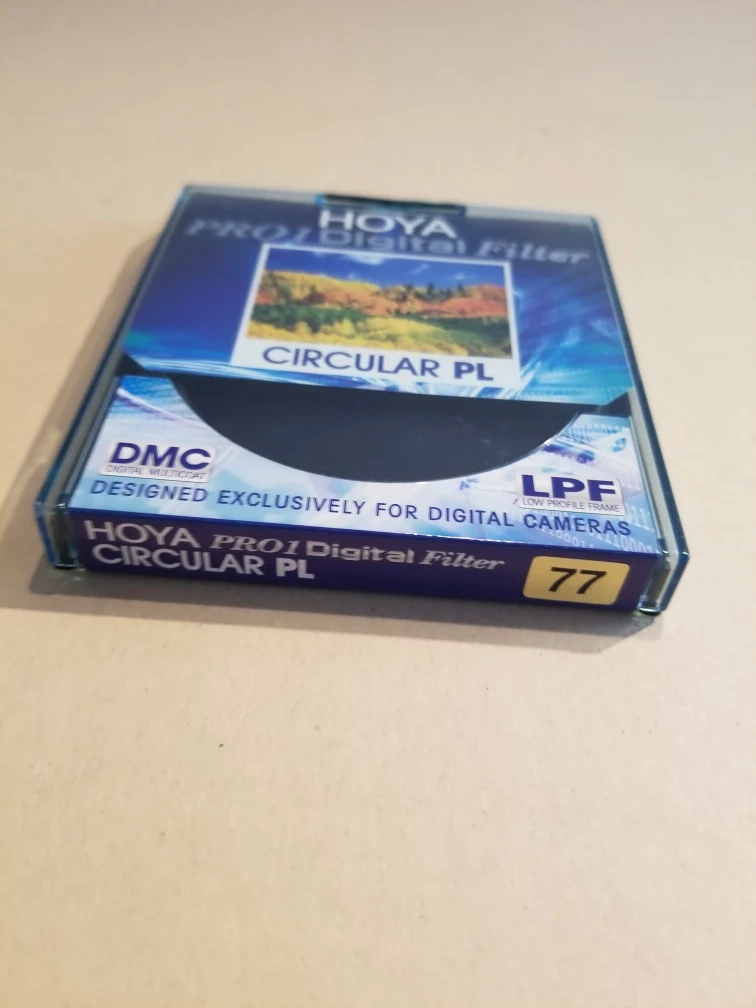 HOYA
PRO1 Digital Filter
CIRCULAR PL
DMC
DIGITAL MULTICOAT
LPF
LOW PROFILE FRAME
DESIGNED EXCLUSIVELY FOR DIGITAL CAMERAS
HOYA PRO1 Digital Filter
CIRCULAR PL
77